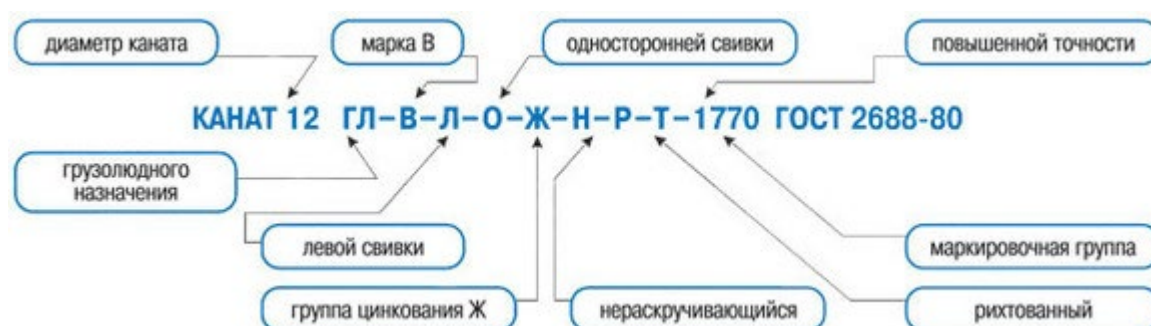 диаметр каната
марка В
односторонней свивки
повышенной точности
КАНАТ 12 ГЛ–В–Л–О–Ж–Н–Р–Т–1770 ГОСТ 2688-80
грузолюдного
назначения
левой свивки
маркировочная группа
группа цинкования Ж
нераскручивающийся
рихтованный